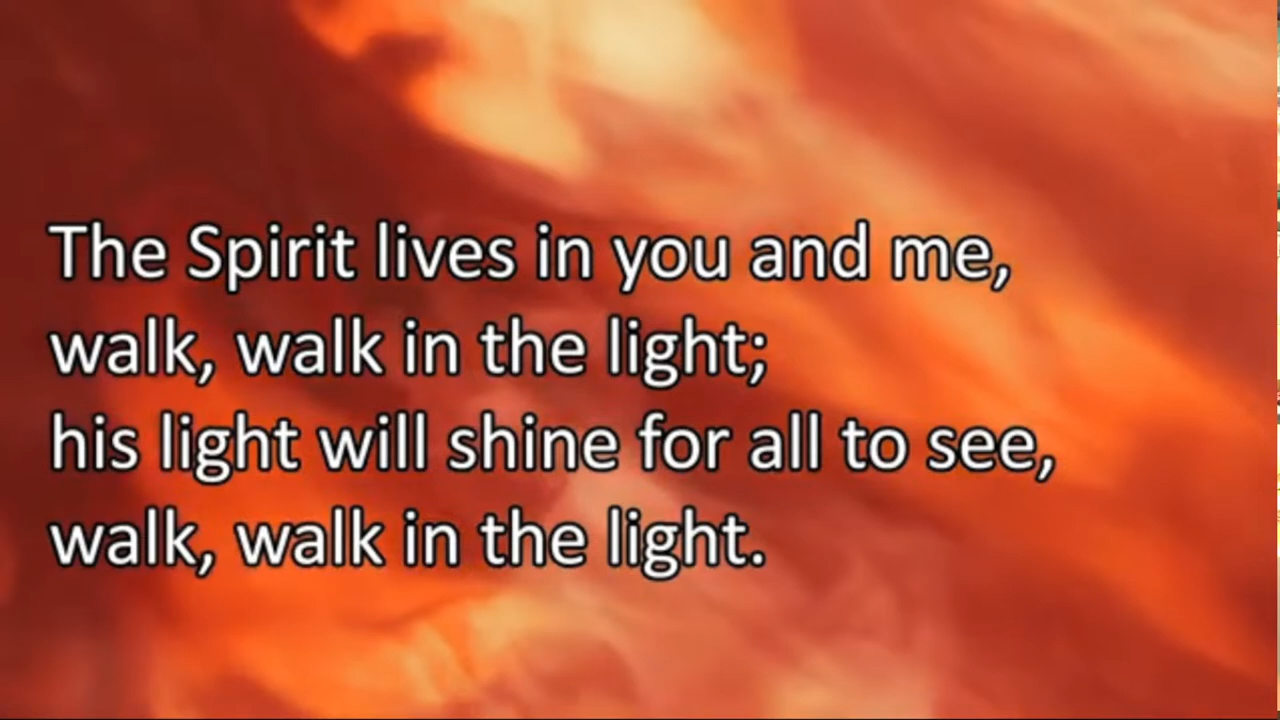 The Spirit lives in you and me,
walk, walk in the light;
his light will shine for all to see,
walk, walk in the light.